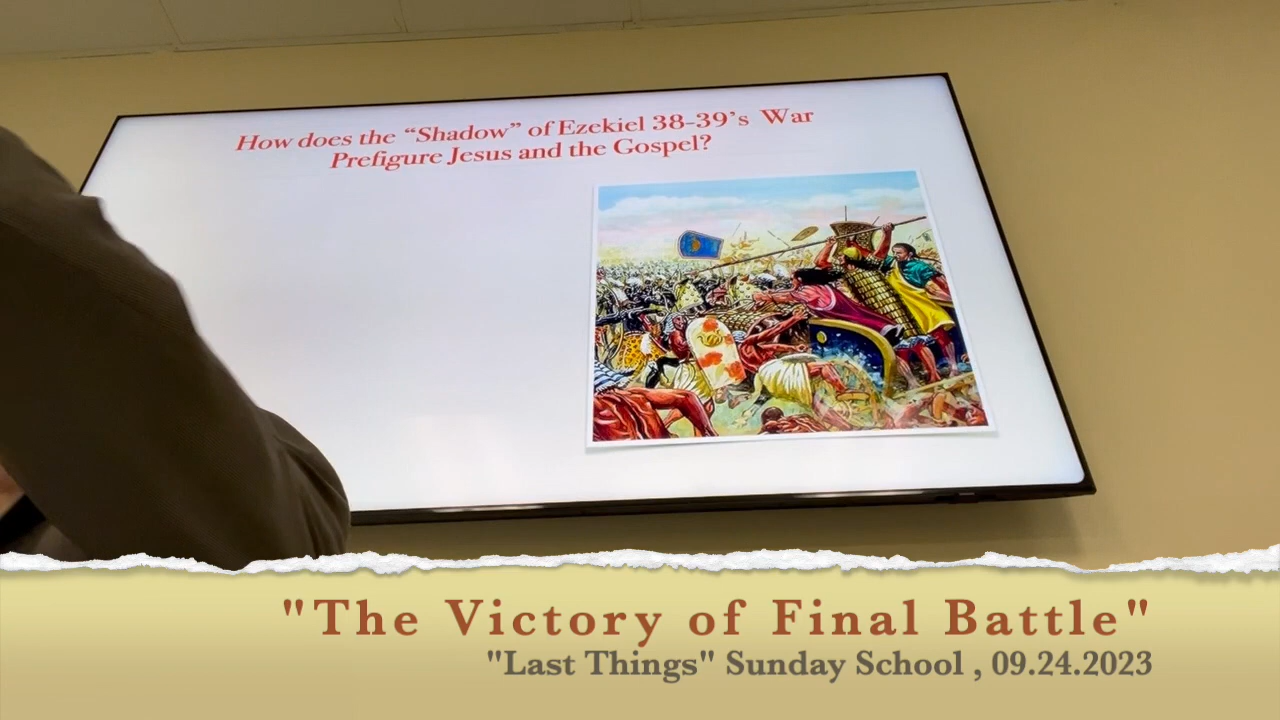 How does the “Shadow” of Ezekiel 38-39’s War
Prefigure Jesus and the Gospel?
"The Victory of Final Battle"
"Last Things" Sunday School , 09.24.2023